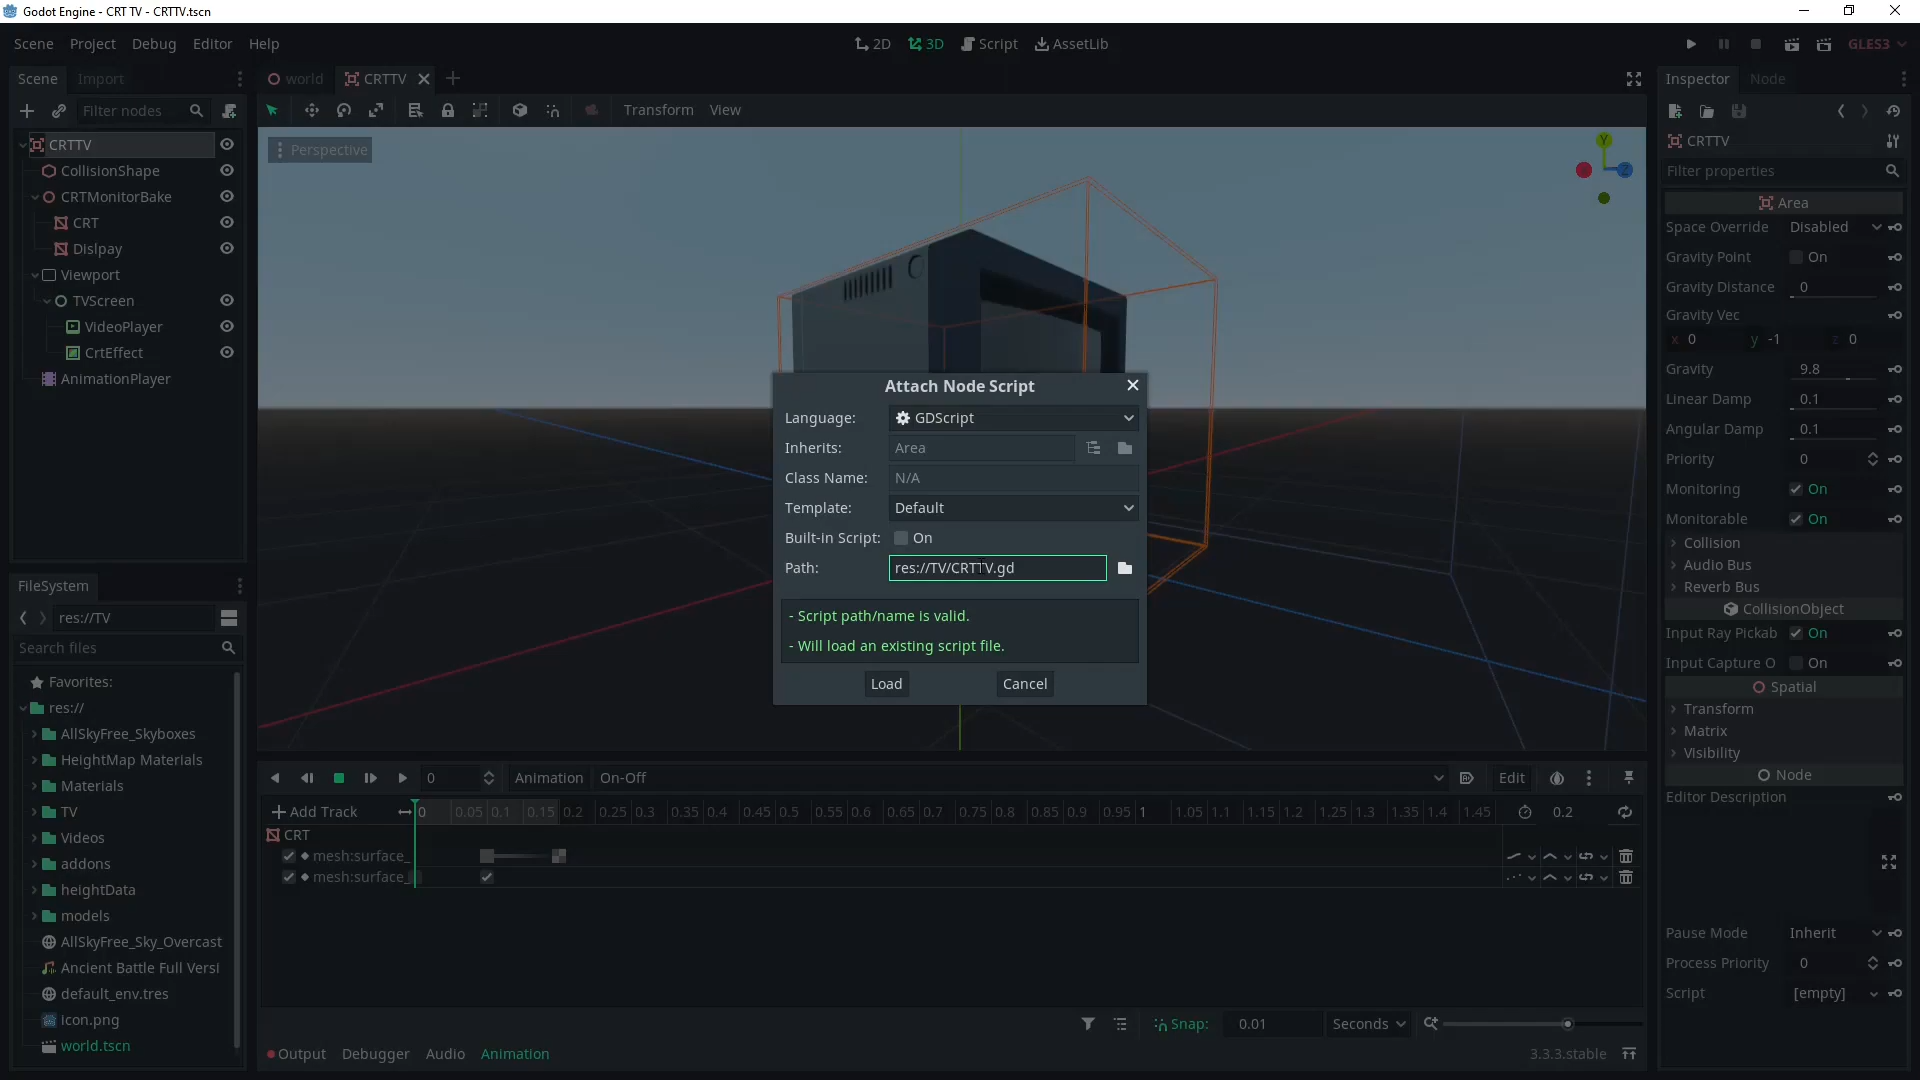 Godot Engine - CRT TV - CRTTV.tscn
Scene Project Debug Editor Help
2D 3D Script AssetLib
GLES3
Scene Import
world CRTTV
Inspector Node
Filter nodes
Transform View
CRTTV
CollisionShape
CRTMonitorBake
CRT
Dislpay
Viewport
TVScreen
VideoPlayer
CrtEffect
AnimationPlayer
Perspective
Y
Z
Attach Node Script
Language: GDScript
Inherits: Area
Class Name: N/A
Template: Default
Built-in Script: On
Path: res://TV/CRTTV.gd
- Script path/name is valid.
- Will load an existing script file.
Load Cancel
CRTTV
Filter properties
Area
Space Override Disabled
Gravity Point On
Gravity Distance 0
Gravity Vec
x 0 y -1 z 0
Gravity 9.8
Linear Damp 0.1
Angular Damp 0.1
Priority 0
Monitoring On
Monitorable On
Collision
Audio Bus
Reverb Bus
CollisionObject
Input Ray Pickab On
Input Capture O On
Spatial
Transform
Matrix
Visibility
Node
Editor Description
Pause Mode Inherit
Process Priority 0
Script [empty]
FileSystem
res://TV
Search files
Favorites:
res://
AllSkyFree_Skyboxes
HeightMap Materials
Materials
TV
Videos
addons
heightData
models
AllSkyFree_Sky_Overcast
Ancient Battle Full Versi
default_env.tres
icon.png
world.tscn
0 Animation On-Off Edit
Add Track 0 0.05 0.1 0.15 0.2 0.25 0.3 0.35 0.4 0.45 0.5 0.55 0.6 0.65 0.7 0.75 0.8 0.85 0.9 0.95 1 1.05 1.1 1.15 1.2 1.25 1.3 1.35 1.4 1.45 0.2
CRT
mesh:surface_
mesh:surface_
Snap: 0.01 Seconds
Output Debugger Audio Animation 3.3.3.stable